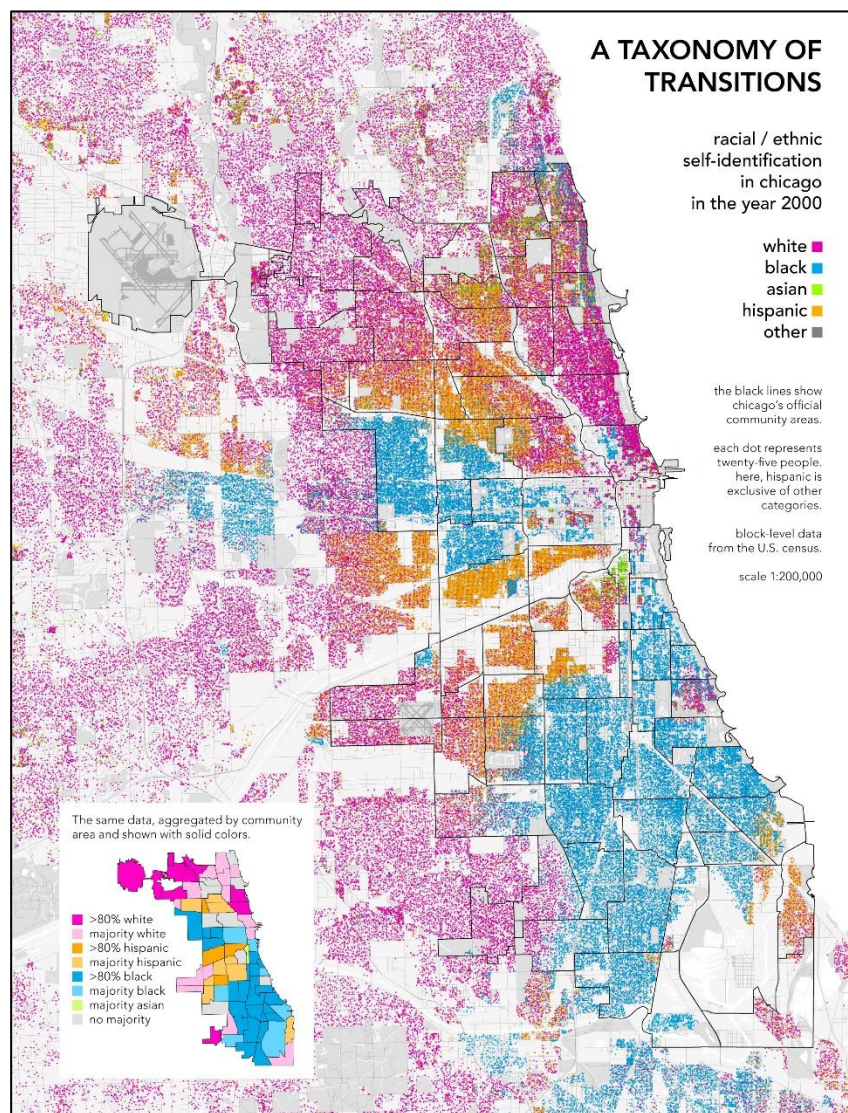 A TAXONOMY OF
TRANSITIONS
racial / ethnic
self-identification
in chicago
in the year 2000
white
black
asian
hispanic
other
the black lines show
chicago's official
community areas.
each dot represents
twenty-five people.
here, hispanic is
exclusive of other
categories.
block-level data
from the U.S. census.
scale 1:200,000
The same data, aggregated by community
area and shown with solid colors.
>80% white
majority white
>80% hispanic
majority hispanic
>80% black
majority black
majority asian
no majority